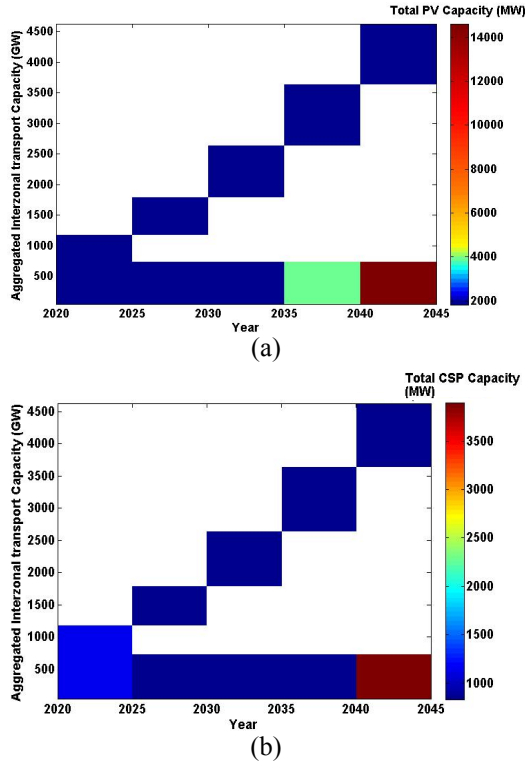 Total PV Capacity (MW)
Aggregated Interzonal transport Capacity (GW)
4500
4000
3500
3000
2500
2000
1500
1000
500
2020 2025 2030 2035 2040 2045
Year
14000
12000
10000
8000
6000
4000
2000
(a)
Total CSP Capacity
(MW)
Aggregated Interzonal transport Capacity (GW)
4500
4000
3500
3000
2500
2000
1500
1000
500
2020 2025 2030 2035 2040 2045
Year
3500
3000
2500
2000
1500
1000
(b)